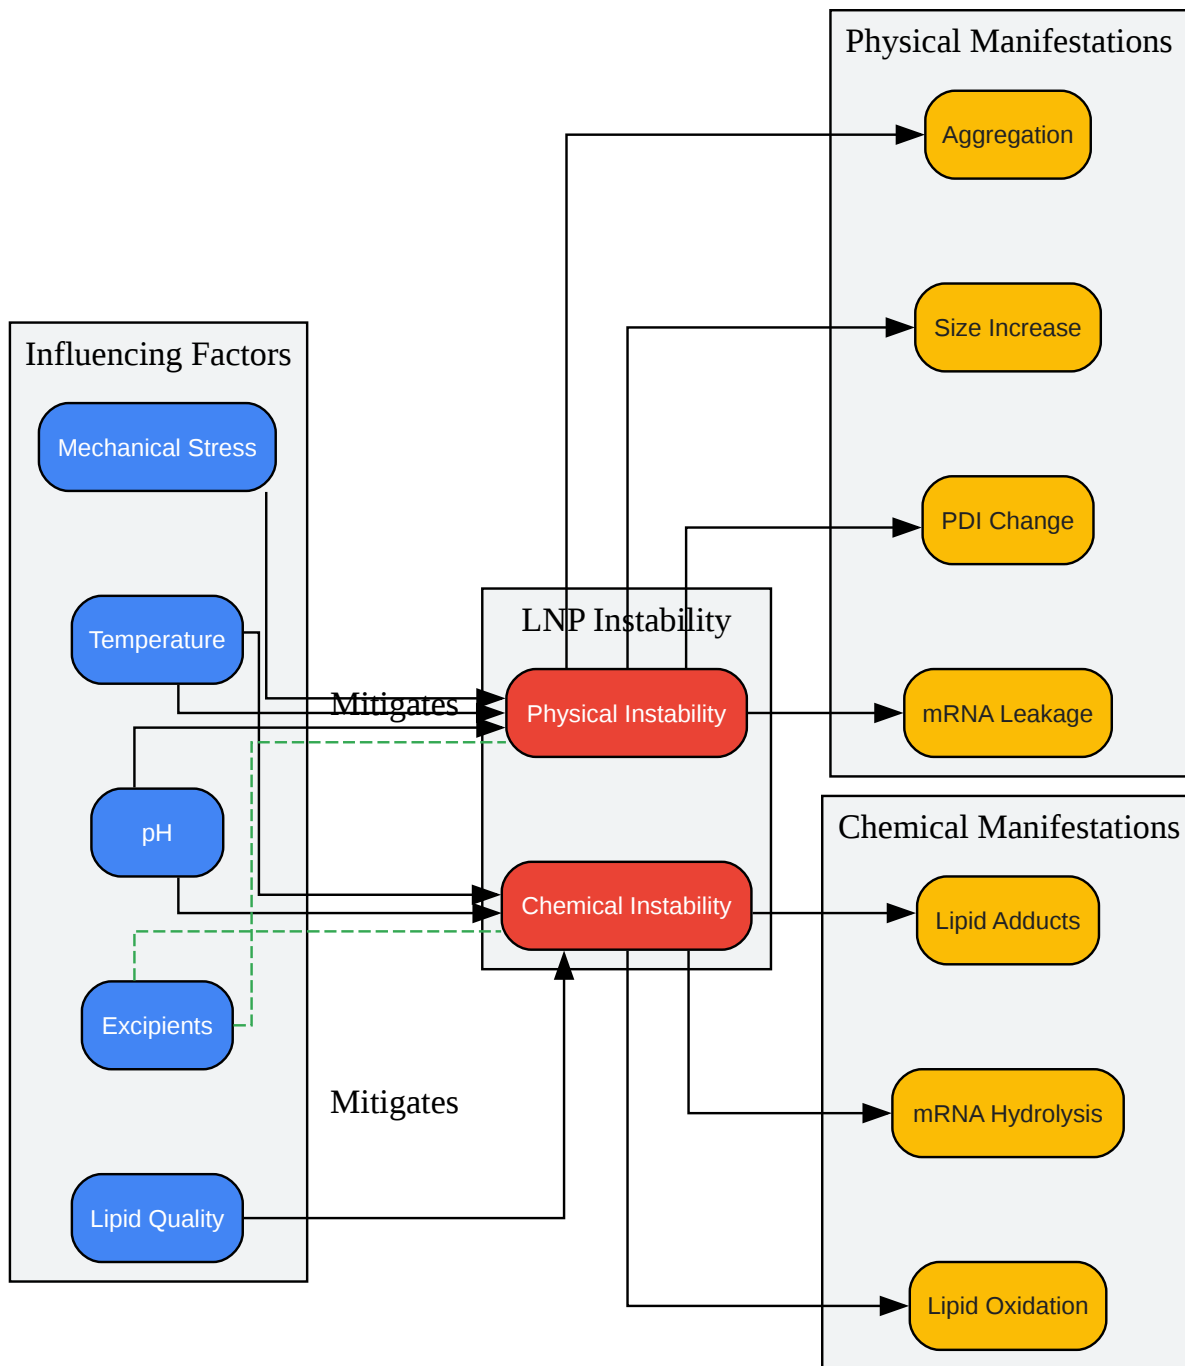 Physical Manifestations
Aggregation
Size Increase
PDI Change
mRNA Leakage
Influencing Factors
Mechanical Stress
Temperature
pH
Excipients
Lipid Quality
Mitigates
Mitigates
LNP Instability
Physical Instability
Chemical Instability
Chemical Manifestations
Lipid Adducts
mRNA Hydrolysis
Lipid Oxidation